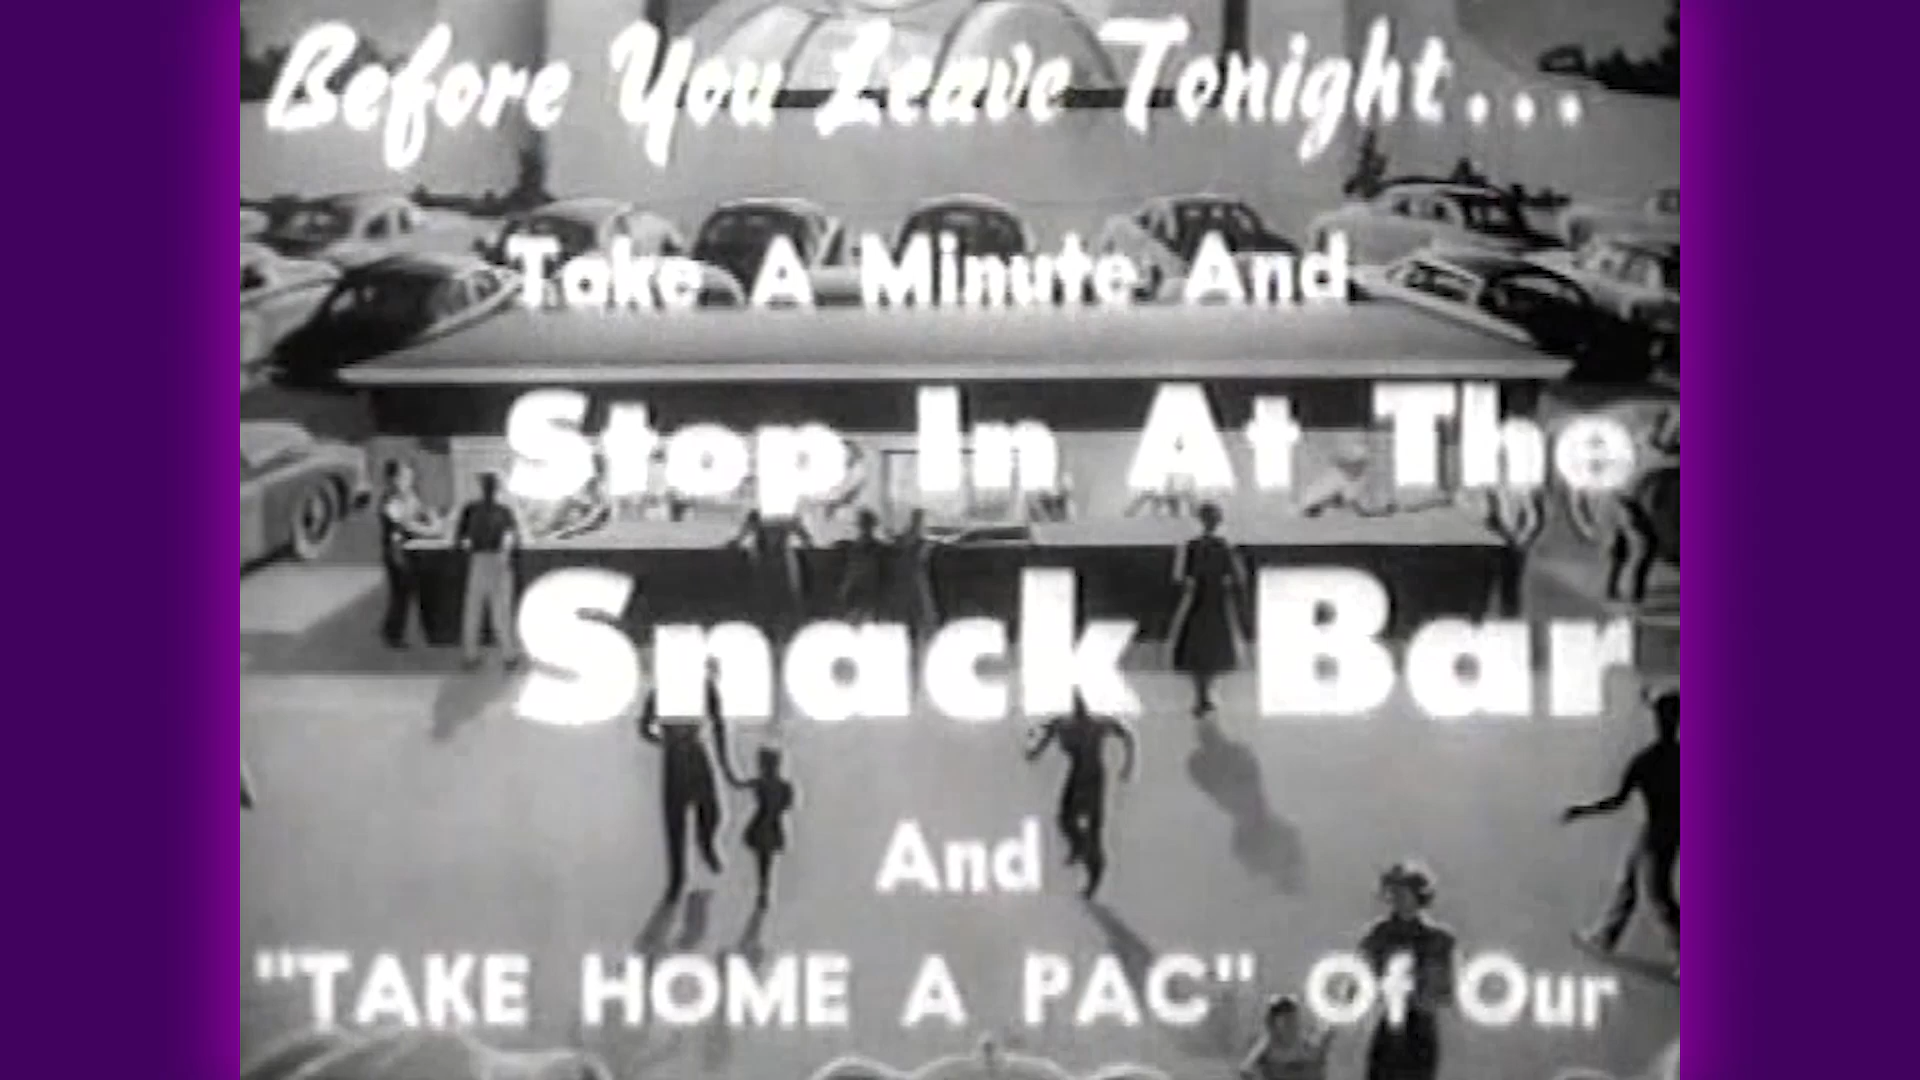 Before You Leave Tonight...
Take A Minute And
Stop In At The
Snack Bar
And
"TAKE HOME A PAC" Of Our